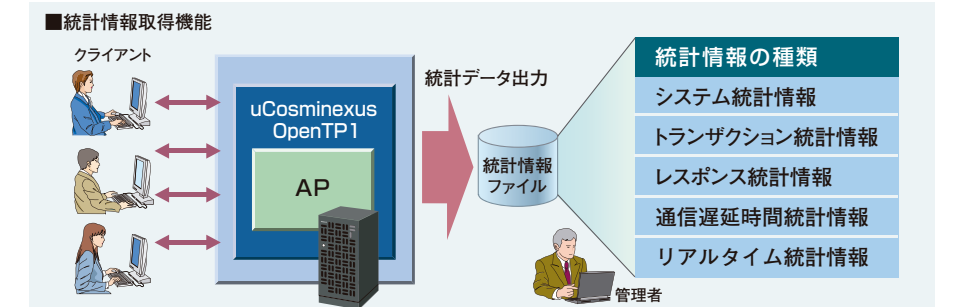 ■統計情報取得機能
クライアント
uCosminexus
OpenTP1
AP
統計データ出力
統計情報
ファイル
管理者
統計情報の種類
システム統計情報
トランザクション統計情報
レスポンス統計情報
通信遅延時間統計情報
リアルタイム統計情報